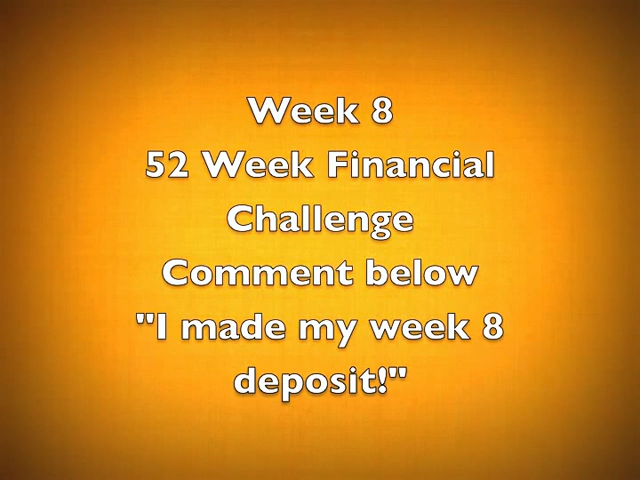 Week 8
52 Week Financial
Challenge
Comment below
"I made my week 8
deposit!"